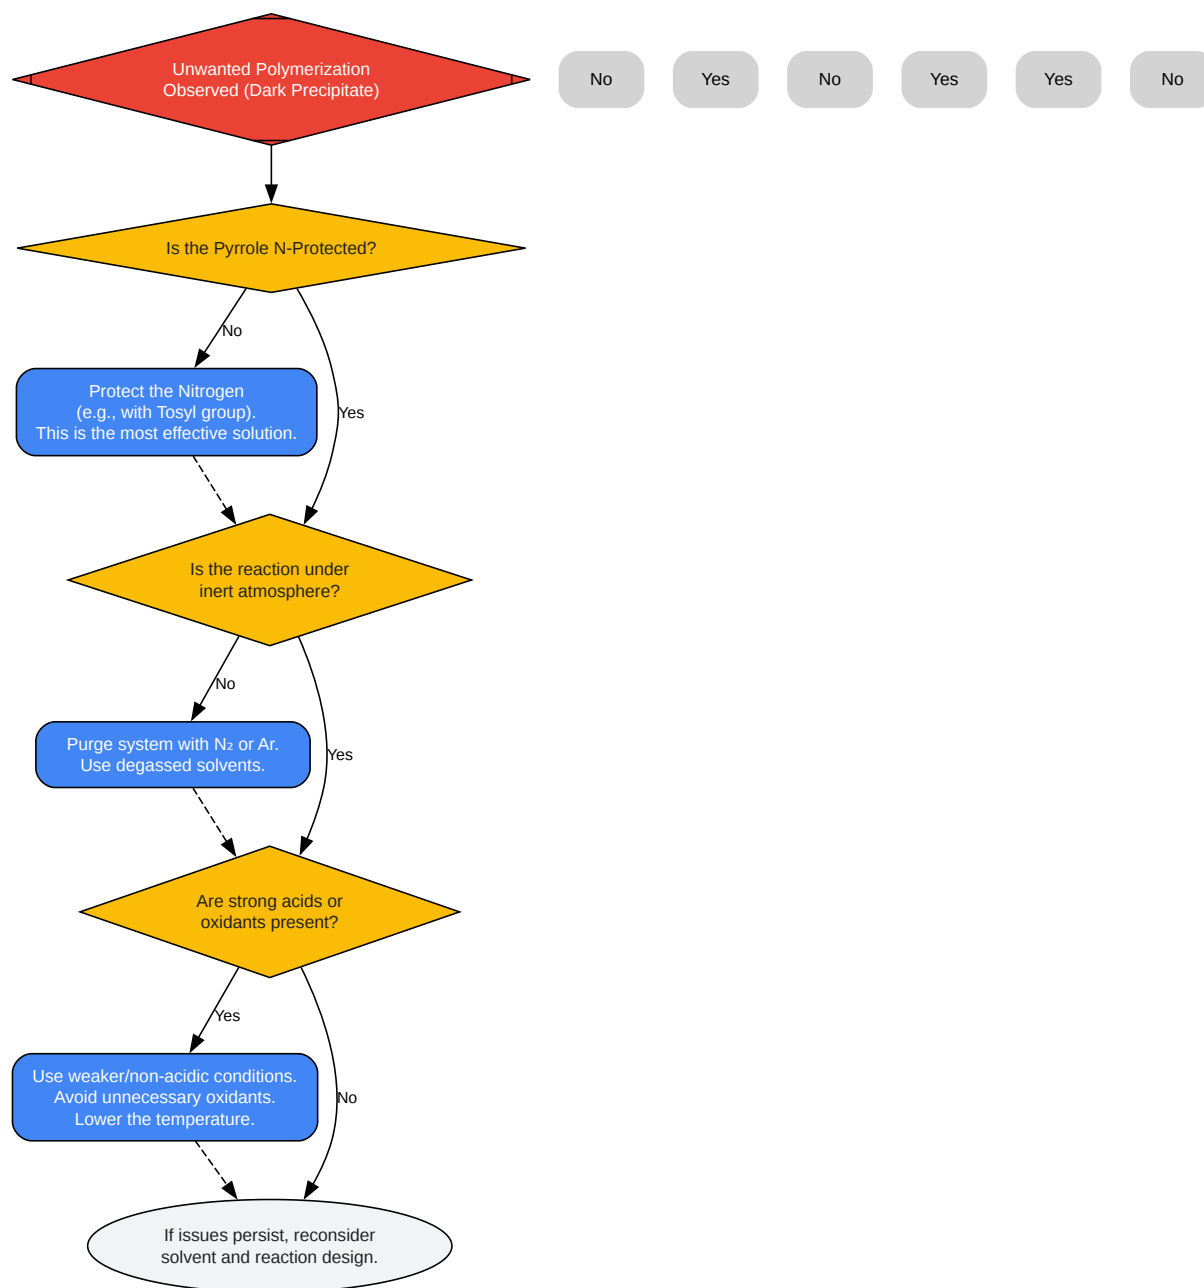 Unwanted Polymerization
Observed (Dark Precipitate)
No
Yes
No
Yes
Yes
No
Is the Pyrrole N-Protected?
No
Protect the Nitrogen
(e.g., with Tosyl group).
This is the most effective solution.
Yes
Is the reaction under
inert atmosphere?
No
Purge system with N₂ or Ar.
Use degassed solvents.
Yes
Are strong acids or
oxidants present?
Yes
Use weaker/non-acidic conditions.
Avoid unnecessary oxidants.
Lower the temperature.
No
If issues persist, reconsider
solvent and reaction design.